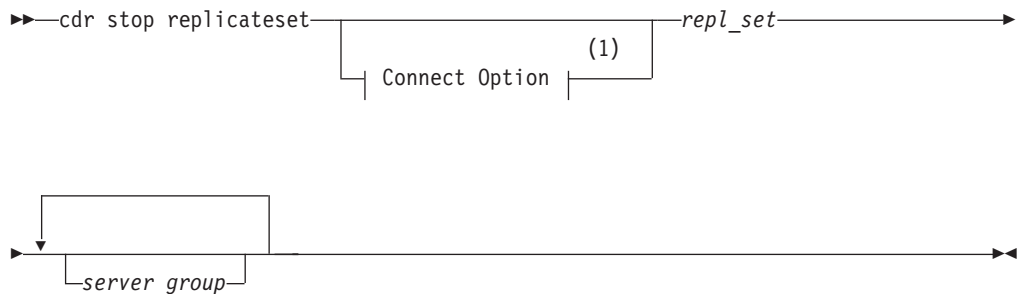 cdr stop replicateset
repl_set
(1)
Connect Option
server group